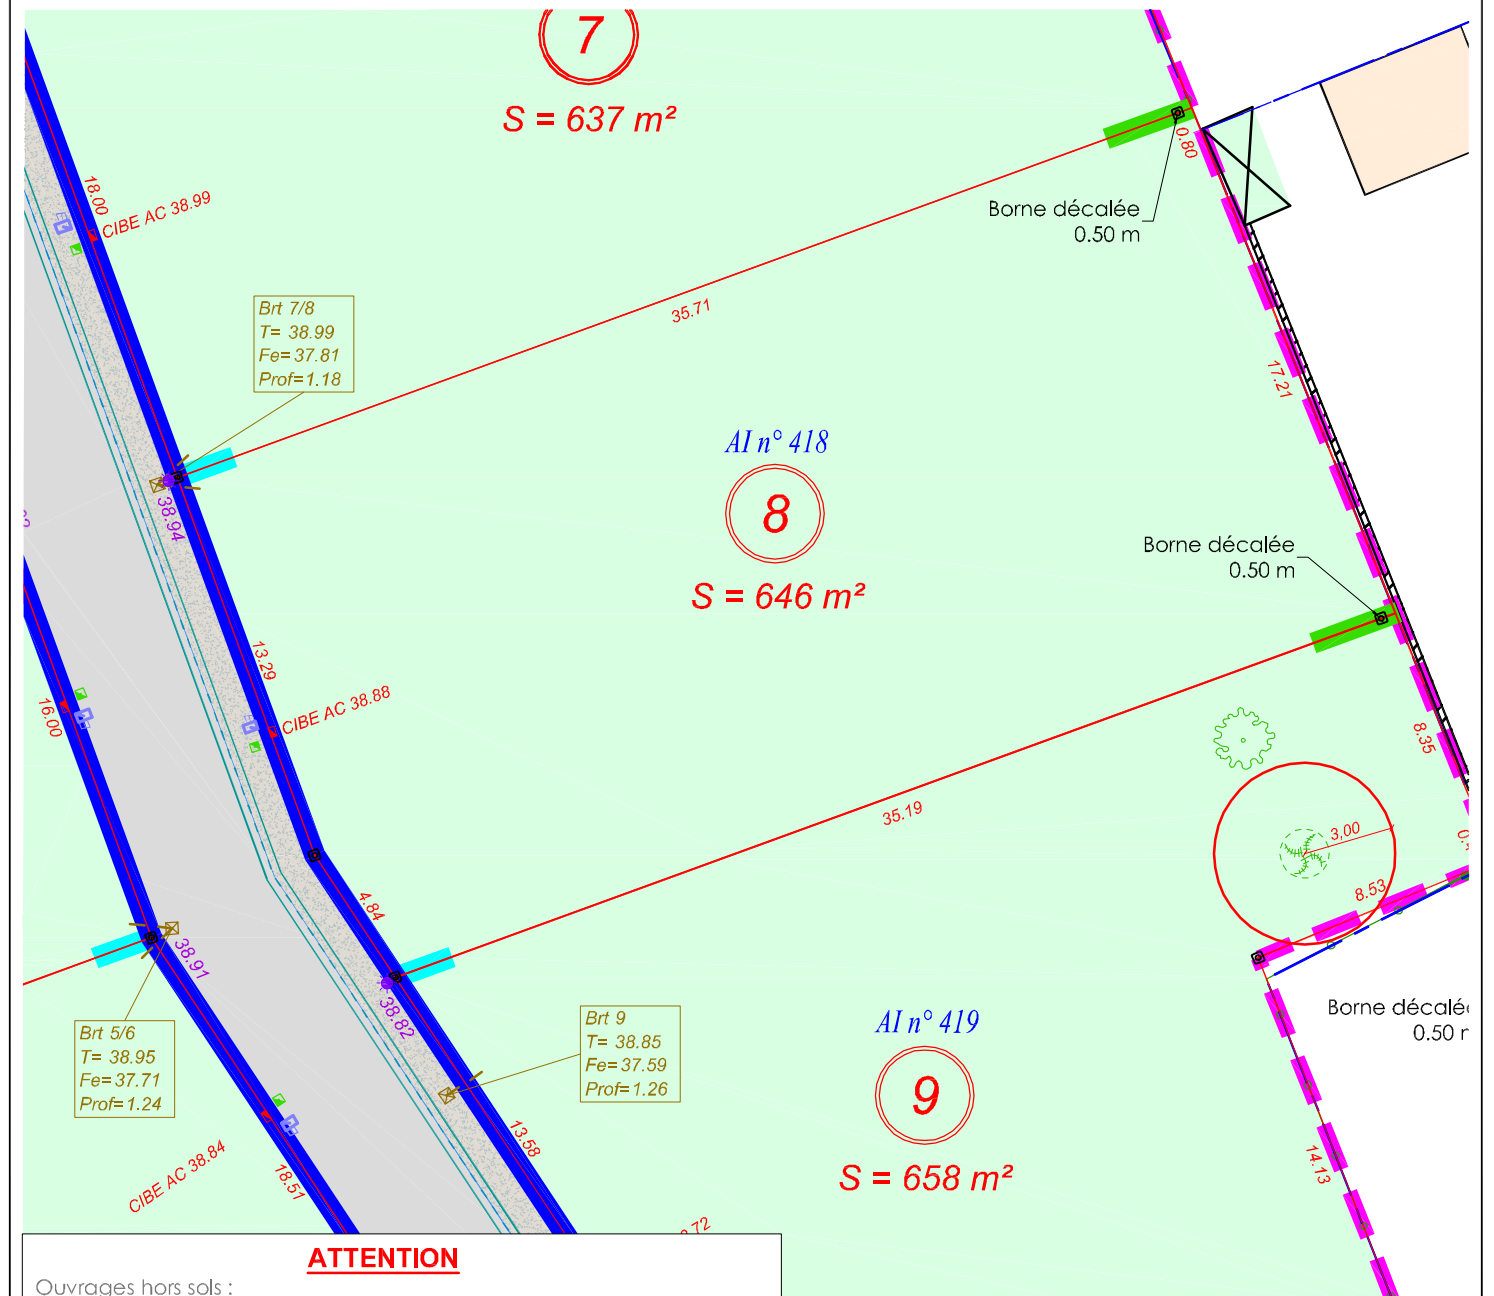 7
S = 637 m²
0.80
18.00
CIBE AC 38.99
Borne décalée
0.50 m
Brt 7/8
T= 38.99
Fe=37.81
Prof=1.18
35.71
17.21
AI n° 418
8
S = 646 m²
38.94
Borne décalée
0.50 m
13.29
CIBE AC 38.88
16.00
8.35
35.19
3,00
8.53
4.84
38.91
38.82
Brt 5/6
T= 38.95
Fe=37.71
Prof=1.24
Brt 9
T= 38.85
Fe=37.59
Prof=1.26
AI n° 419
9
S = 658 m²
Borne décalée
0.50
13.58
14.13
CIBE AC 38.84
18.51
.72
ATTENTION
Ouvrages hors sols :